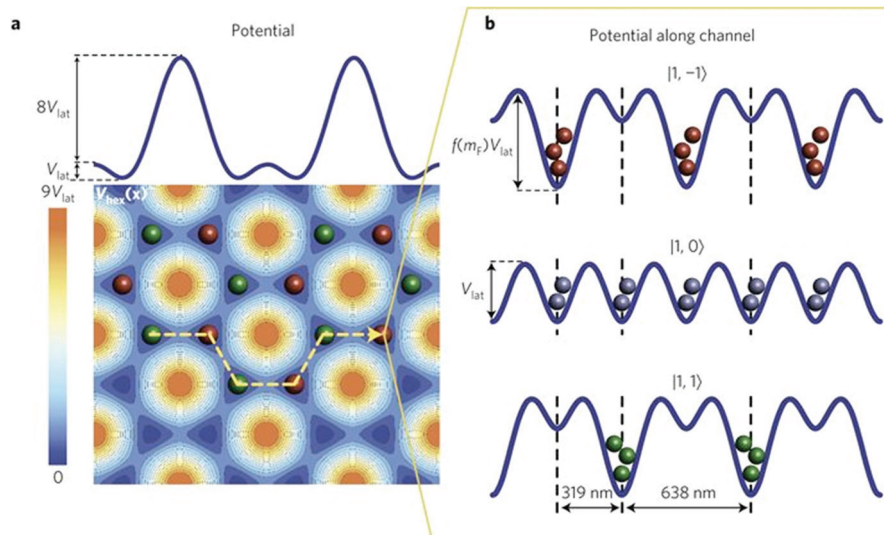 a
Potential
8V_lat
V_lat
9V_lat
V_hex(x)
0
b
Potential along channel
|1, −1⟩
f(m_F)V_lat
|1, 0⟩
V_lat
|1, 1⟩
319 nm
638 nm